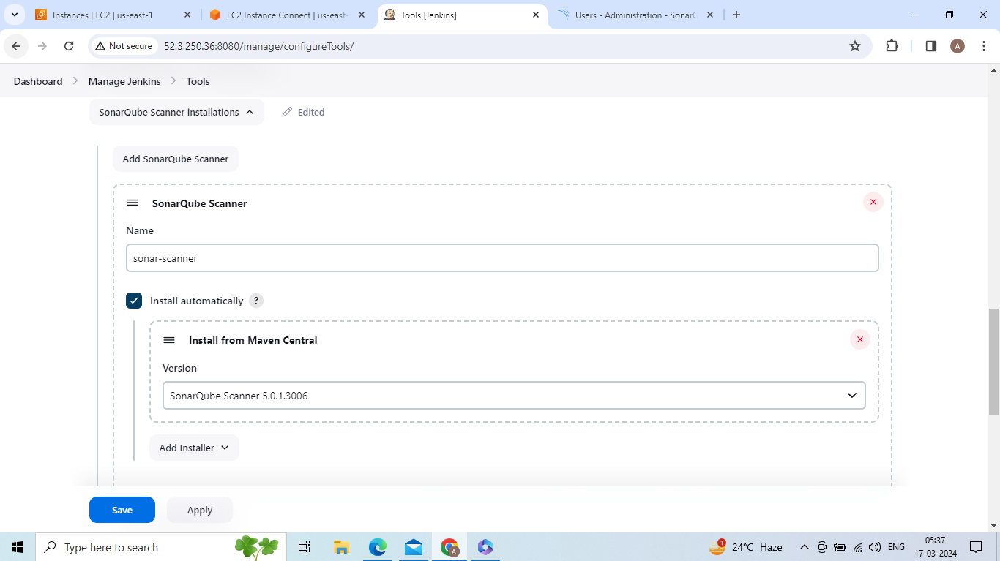 Instances | EC2 | us-east-1
EC2 Instance Connect | us-east-
Tools [Jenkins]
Users - Administration - SonarQ
Not secure
52.3.250.36:8080/manage/configureTools/
A
Dashboard
Manage Jenkins
Tools
SonarQube Scanner installations
Edited
Add SonarQube Scanner
SonarQube Scanner
Name
sonar-scanner
Install automatically
?
Install from Maven Central
Version
SonarQube Scanner 5.0.1.3006
Add Installer
Save
Apply
Type here to search
A
1
24°C Haze
ENG
05:37
17-03-2024